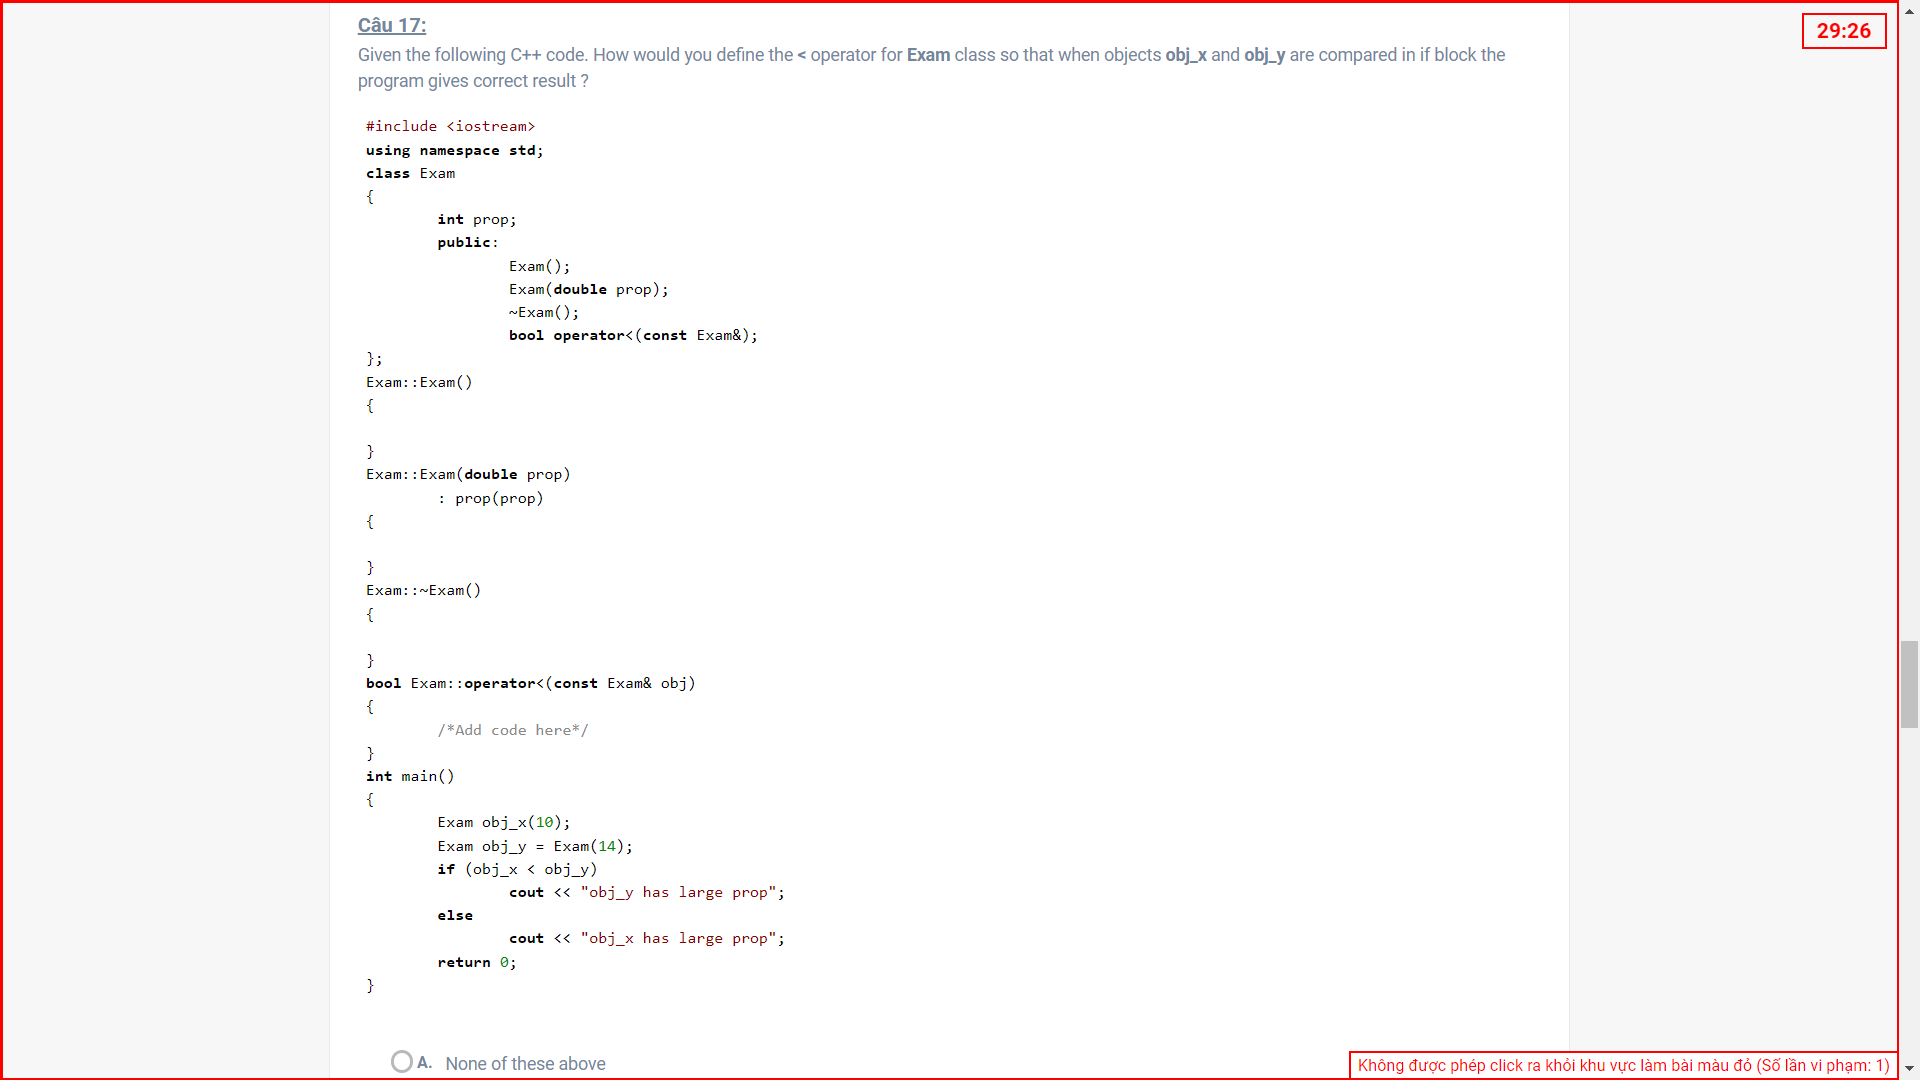 Câu 17:
29:26
Given the following C++ code. How would you define the < operator for Exam class so that when objects obj_x and obj_y are compared in if block the
program gives correct result ?
#include <iostream>
using namespace std;
class Exam
{
int prop;
public:
Exam();
Exam(double prop);
~Exam();
bool operator<(const Exam&);
};
Exam::Exam()
{
}
Exam::Exam(double prop)
: prop(prop)
{
}
Exam::~Exam()
{
}
bool Exam::operator<(const Exam& obj)
{
/*Add code here*/
}
int main()
{
Exam obj_x(10);
Exam obj_y = Exam(14);
if (obj_x < obj_y)
cout << "obj_y has large prop";
else
cout << "obj_x has large prop";
return 0;
}
A. None of these above
Không được phép click ra khỏi khu vực làm bài màu đỏ (Số lần vi phạm: 1)